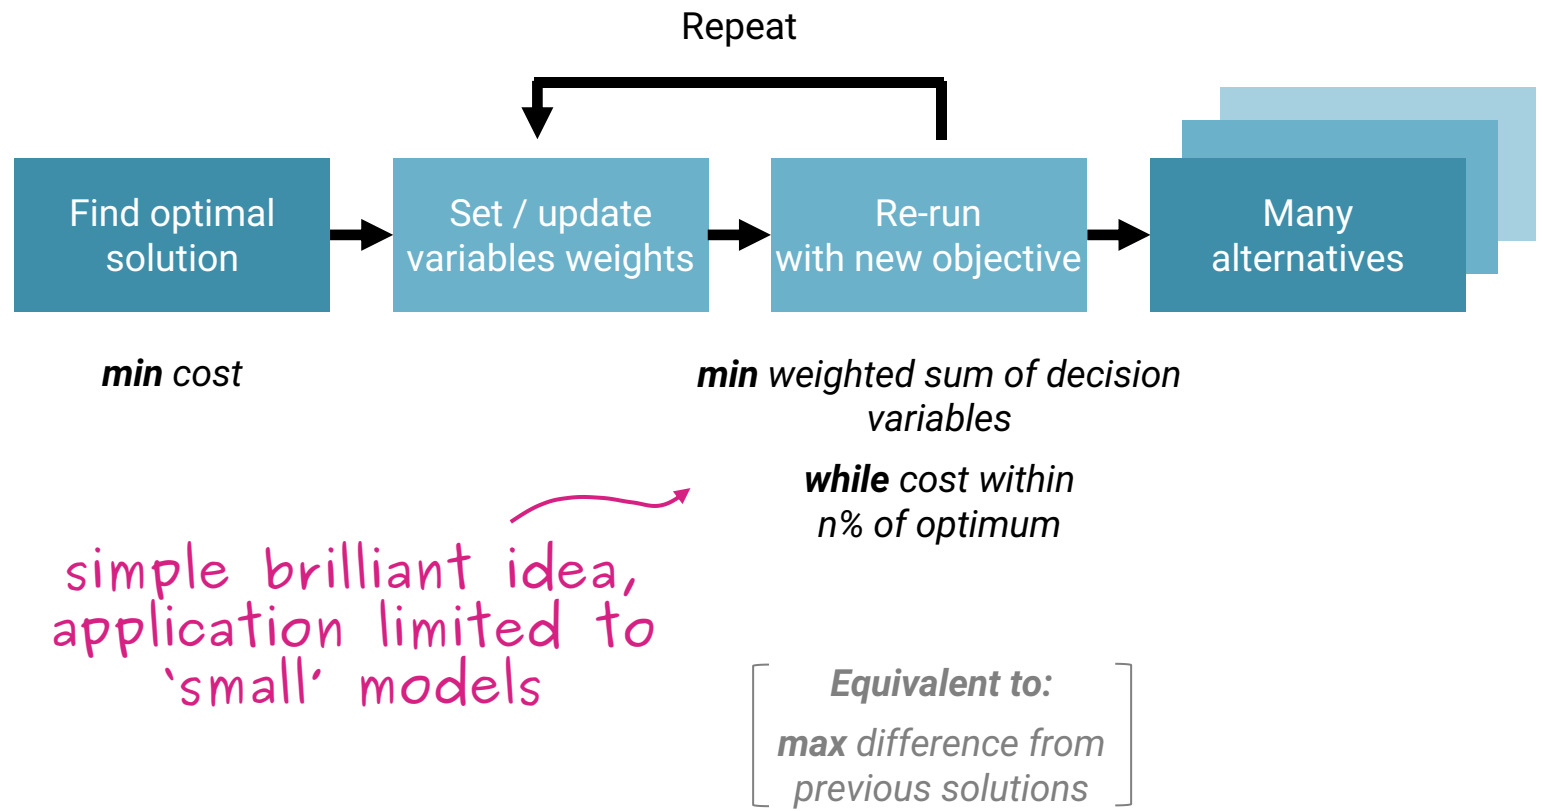 Repeat
Find optimal
solution
Set / update
variables weights
Re-run
with new objective
Many
alternatives
min cost
min weighted sum of decision
variables
while cost within
n% of optimum
simple brilliant idea,
application limited to
‘small’ models
Equivalent to:
max difference from
previous solutions